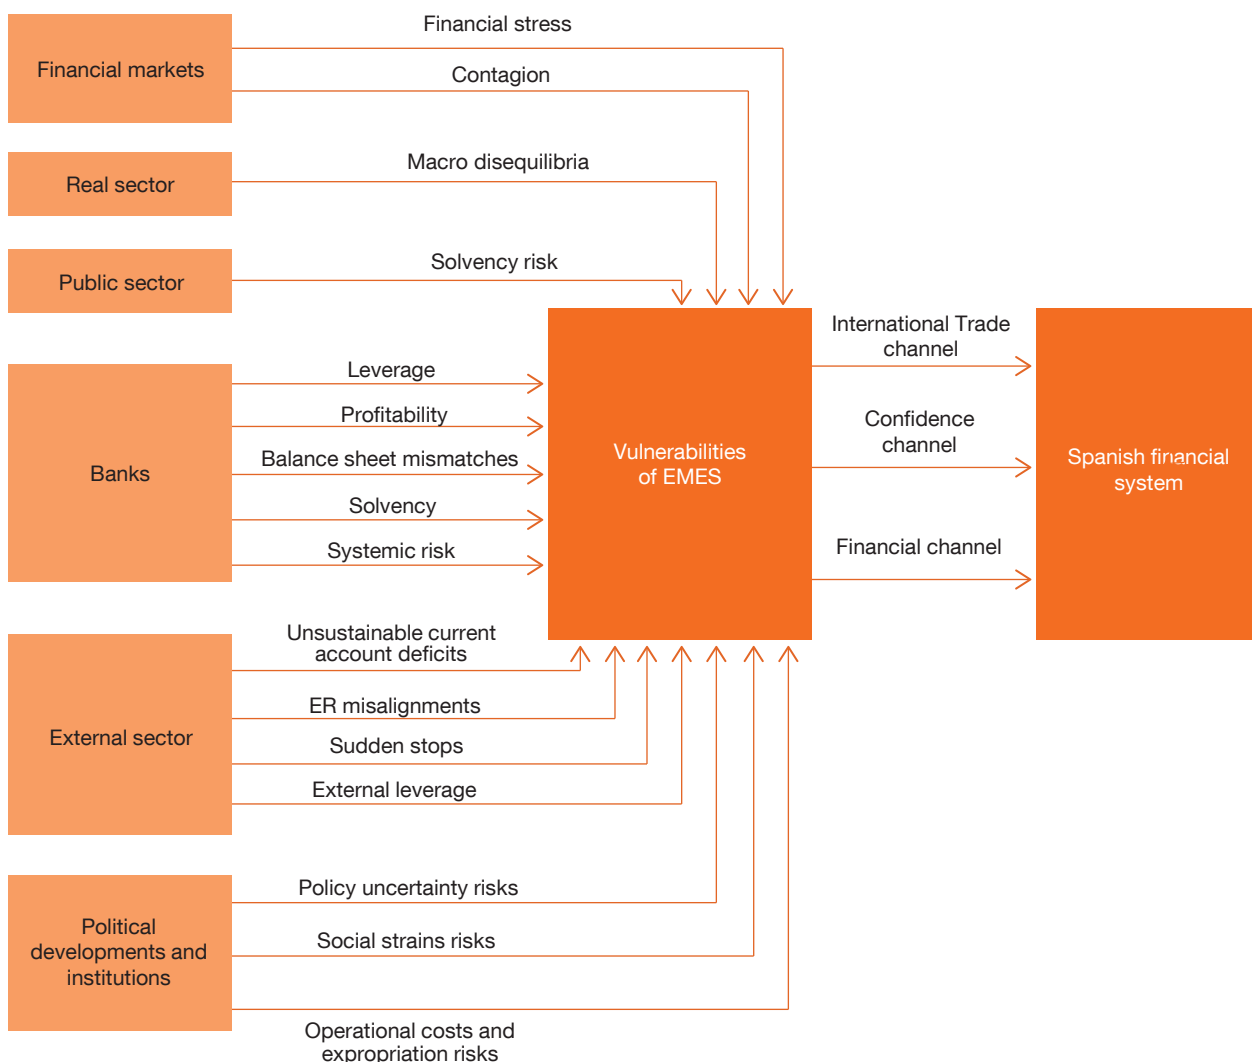 Financial markets
Financial stress
Contagion
Real sector
Macro disequilibria
Public sector
Solvency risk
Banks
Leverage
Profitability
Balance sheet mismatches
Solvency
Systemic risk
Vulnerabilities
of EMES
International Trade
channel
Confidence
channel
Financial channel
Spanish financial
system
External sector
Unsustainable current
account deficits
ER misalignments
Sudden stops
External leverage
Political
developments and
institutions
Policy uncertainty risks
Social strains risks
Operational costs and
expropriation risks